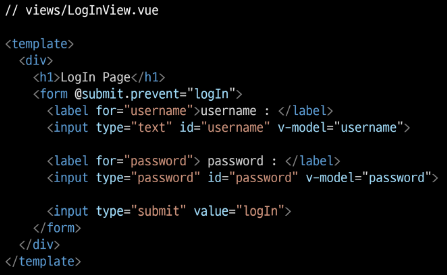 // views/LogInView.vue
<template>
  <div>
    <h1>LogIn Page</h1>
    <form @submit.prevent="logIn">
      <label for="username">username : </label>
      <input type="text" id="username" v-model="username">
      <label for="password"> password : </label>
      <input type="password" id="password" v-model="password">
      <input type="submit" value="logIn">
    </form>
  </div>
</template>